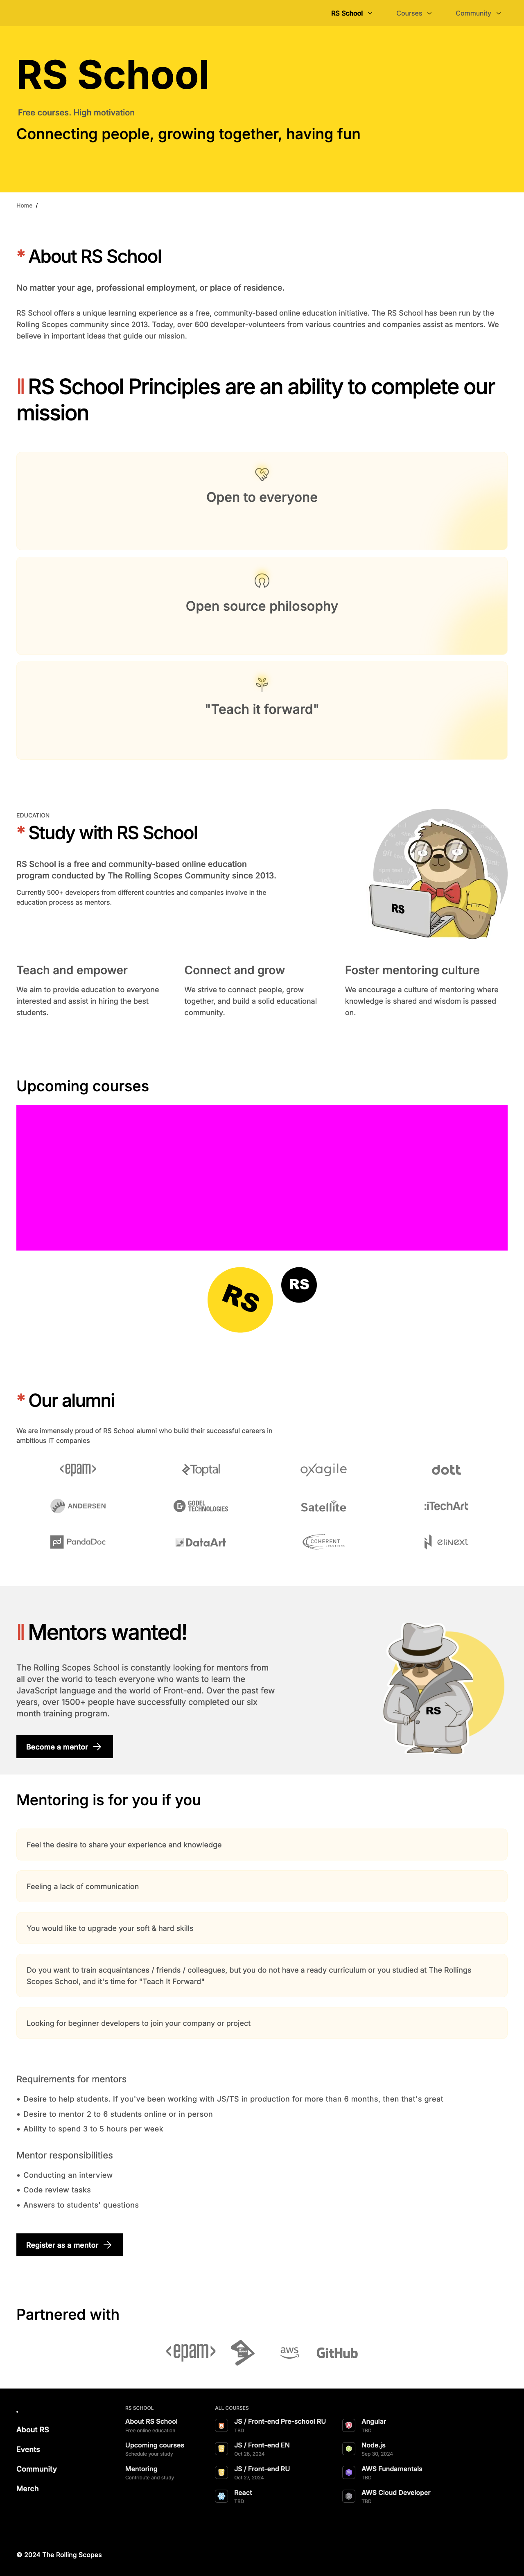 RS School
Courses
Community
RS School
Free courses. High motivation
Connecting people, growing together, having fun
Home /
* About RS School
No matter your age, professional employment, or place of residence.
RS School offers a unique learning experience as a free, community-based online education initiative. The RS School has been run by the
Rolling Scopes community since 2013. Today, over 600 developer-volunteers from various countries and companies assist as mentors. We
believe in important ideas that guide our mission.
|| RS School Principles are an ability to complete our
mission
Open to everyone
Open source philosophy
"Teach it forward"
EDUCATION
* Study with RS School
RS School is a free and community-based online education
program conducted by The Rolling Scopes Community since 2013.
Currently 500+ developers from different countries and companies involve in the
education process as mentors.
RS
Teach and empower
We aim to provide education to everyone
interested and assist in hiring the best
students.
Connect and grow
We strive to connect people, grow
together, and build a solid educational
community.
Foster mentoring culture
We encourage a culture of mentoring where
knowledge is shared and wisdom is passed
on.
Upcoming courses
RS
RS
* Our alumni
We are immensely proud of RS School alumni who build their successful careers in
ambitious IT companies
<epam>
Toptal
oxagile
dott
ANDERSEN
GODEL
TECHNOLOGIES
Satellite
:iTechArt
pd PandaDoc
DataArt
COHERENT
SOLUTIONS
elinext
|| Mentors wanted!
The Rolling Scopes School is constantly looking for mentors from
all over the world to teach everyone who wants to learn the
JavaScript language and the world of Front-end. Over the past few
years, over 1500+ people have successfully completed our six
month training program.
Become a mentor
RS
Mentoring is for you if you
Feel the desire to share your experience and knowledge
Feeling a lack of communication
You would like to upgrade your soft & hard skills
Do you want to train acquaintances / friends / colleagues, but you do not have a ready curriculum or you studied at The Rollings
Scopes School, and it's time for "Teach It Forward"
Looking for beginner developers to join your company or project
Requirements for mentors
• Desire to help students. If you've been working with JS/TS in production for more than 6 months, then that's great
• Desire to mentor 2 to 6 students online or in person
• Ability to spend 3 to 5 hours per week
Mentor responsibilities
• Conducting an interview
• Code review tasks
• Answers to students' questions
Register as a mentor
Partnered with
<epam>
aws
GitHub
About RS
Events
Community
Merch
RS SCHOOL
About RS School
Free online education
Upcoming courses
Schedule your study
Mentoring
Contribute and study
ALL COURSES
JS / Front-end Pre-school RU
TBD
JS / Front-end EN
Oct 28, 2024
JS / Front-end RU
Oct 27, 2024
React
TBD
Angular
TBD
Node.js
Sep 30, 2024
AWS Fundamentals
TBD
AWS Cloud Developer
TBD
© 2024 The Rolling Scopes